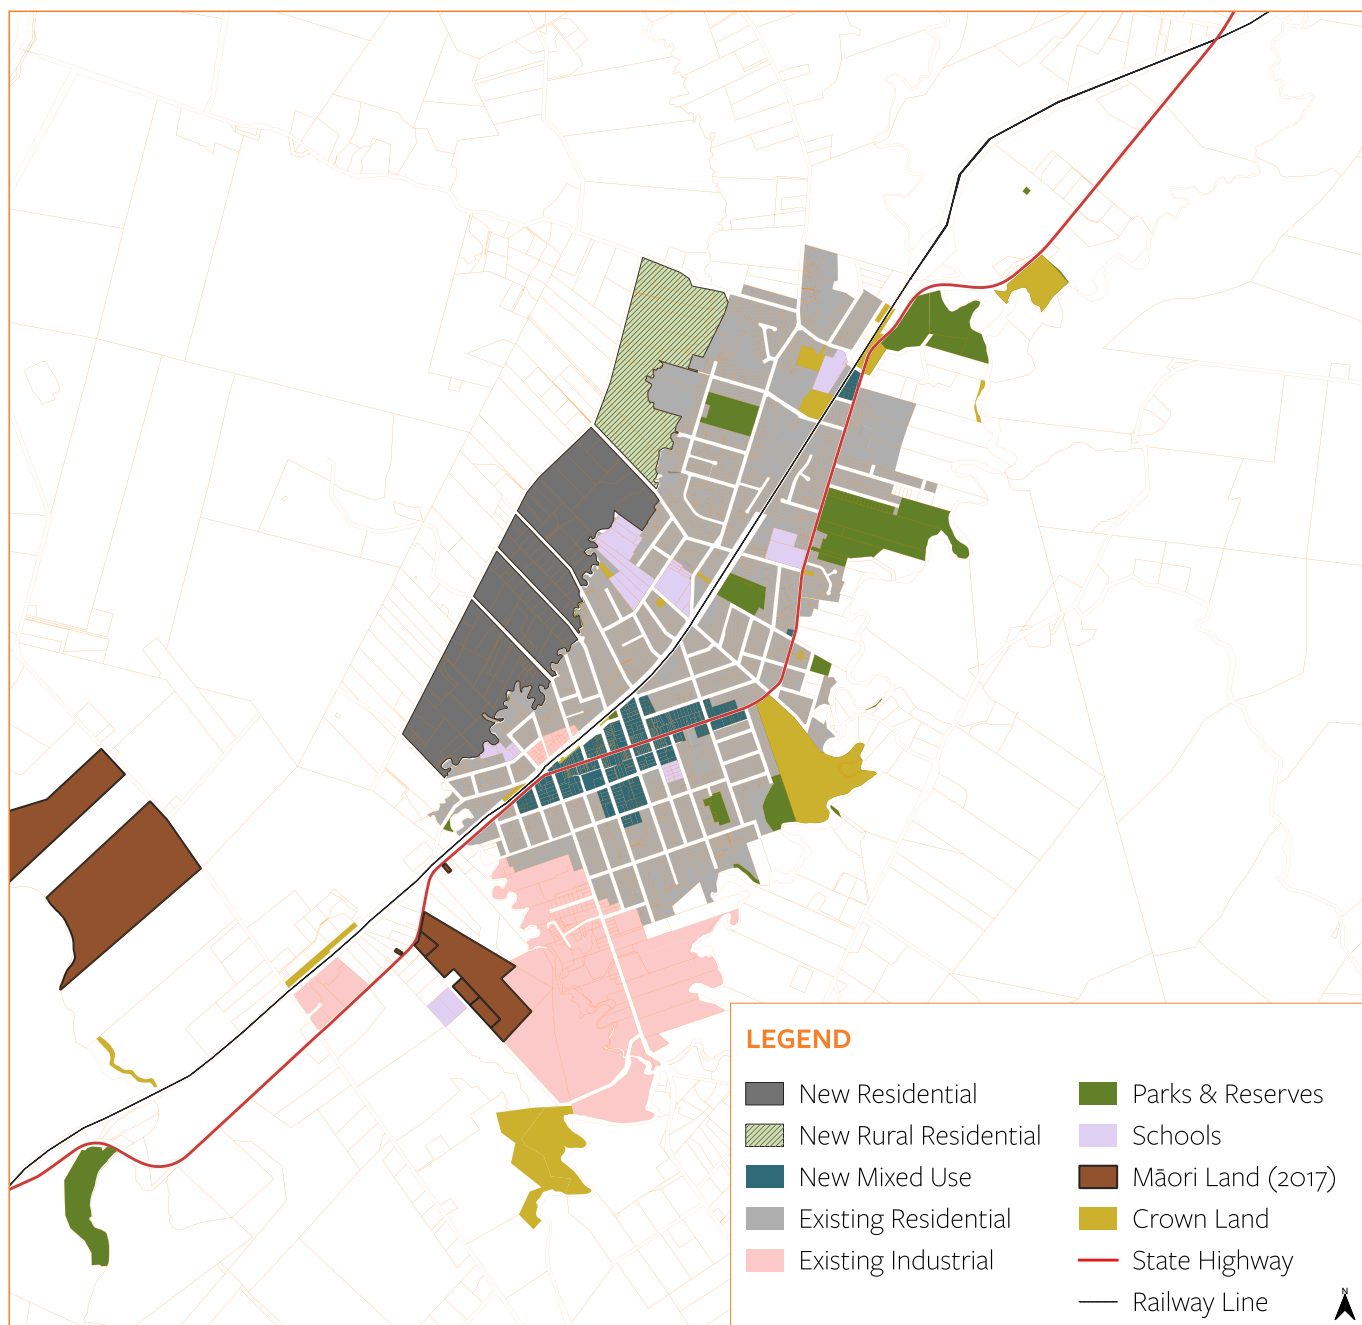 LEGEND
New Residential
New Rural Residential
New Mixed Use
Existing Residential
Existing Industrial
Parks & Reserves
Schools
Māori Land (2017)
Crown Land
State Highway
Railway Line
N